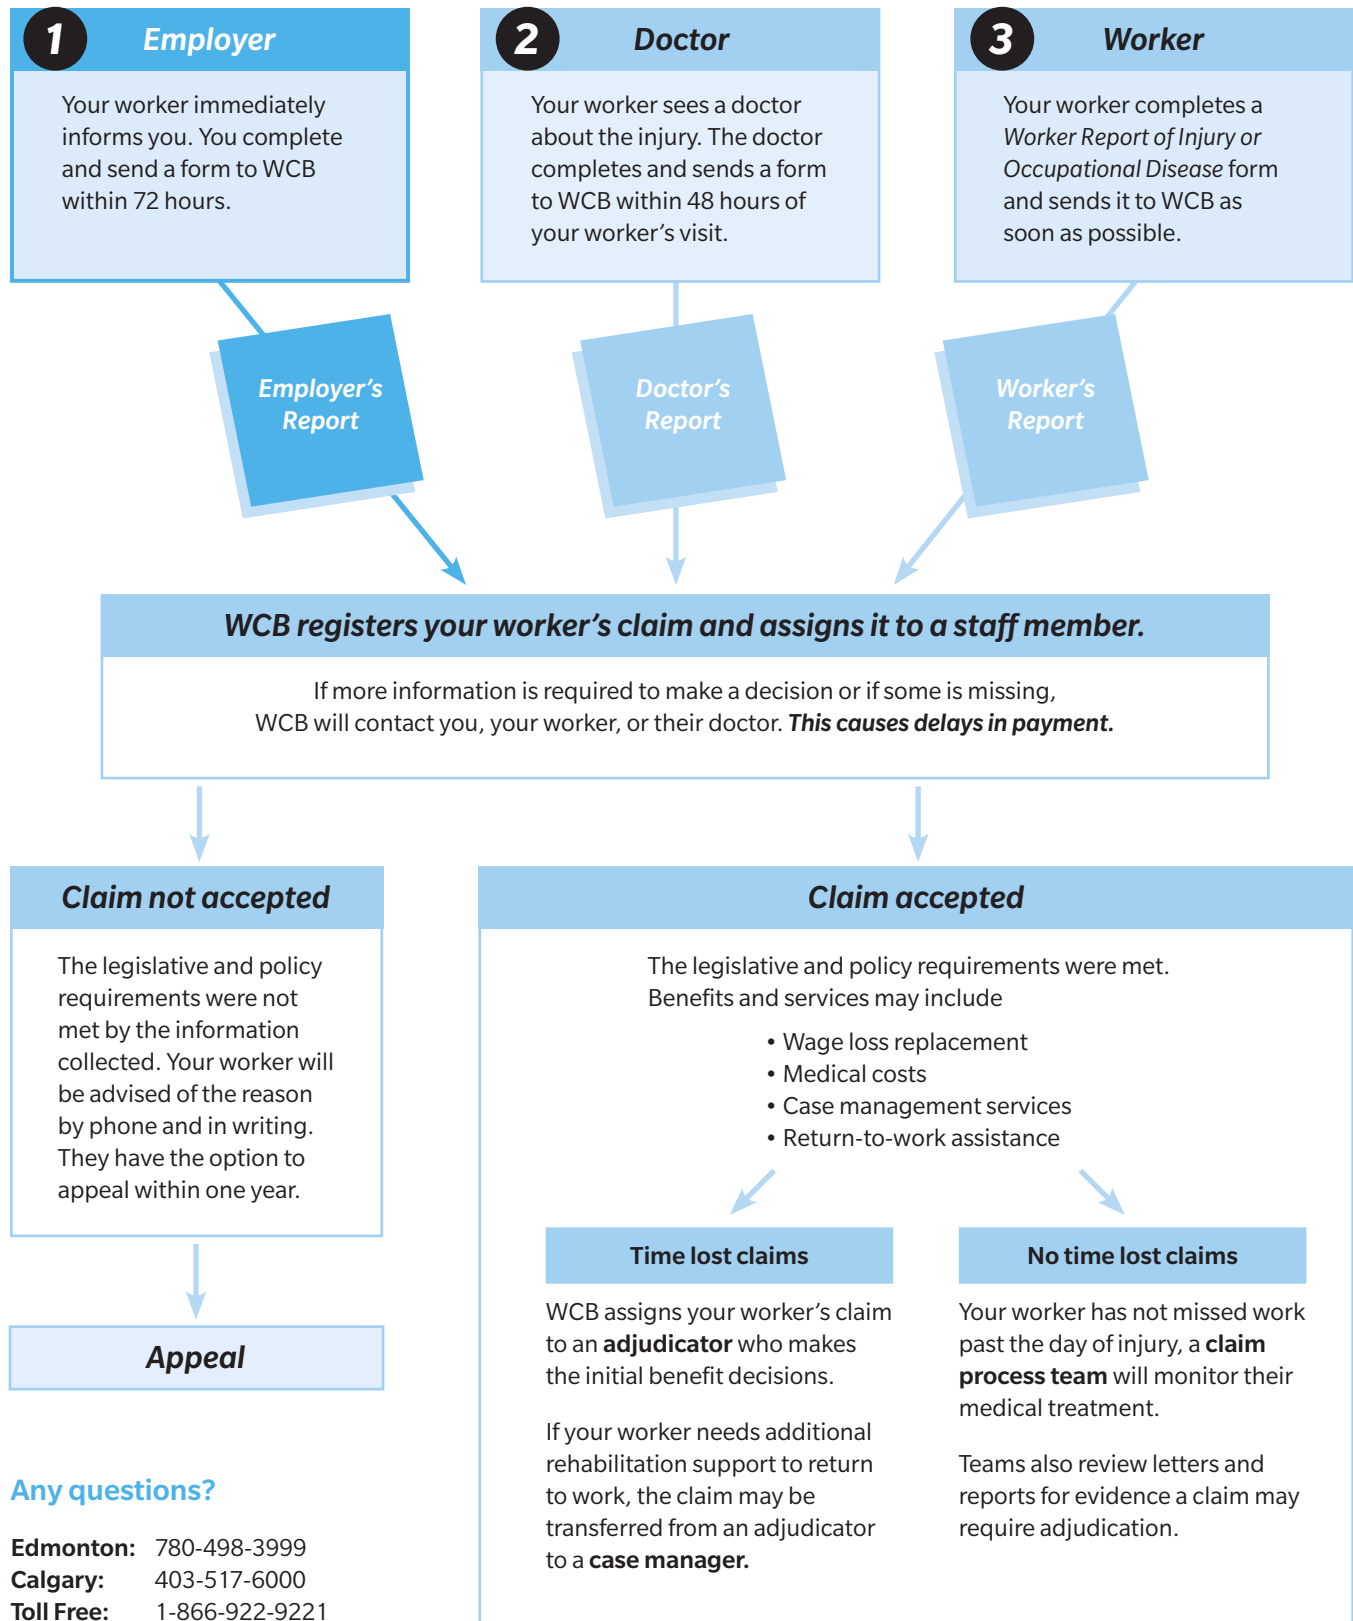 1 Employer
Your worker immediately
informs you. You complete
and send a form to WCB
within 72 hours.
2 Doctor
Your worker sees a doctor
about the injury. The doctor
completes and sends a form
to WCB within 48 hours of
your worker’s visit.
3 Worker
Your worker completes a
Worker Report of Injury or
Occupational Disease form
and sends it to WCB as
soon as possible.
Employer’s
Report
Doctor’s
Report
Worker’s
Report
WCB registers your worker’s claim and assigns it to a staff member.
If more information is required to make a decision or if some is missing,
WCB will contact you, your worker, or their doctor. This causes delays in payment.
Claim not accepted
The legislative and policy
requirements were not
met by the information
collected. Your worker will
be advised of the reason
by phone and in writing.
They have the option to
appeal within one year.
Appeal
Claim accepted
The legislative and policy requirements were met.
Benefits and services may include
• Wage loss replacement
• Medical costs
• Case management services
• Return-to-work assistance
Time lost claims
WCB assigns your worker’s claim
to an adjudicator who makes
the initial benefit decisions.
If your worker needs additional
rehabilitation support to return
to work, the claim may be
transferred from an adjudicator
to a case manager.
No time lost claims
Your worker has not missed work
past the day of injury, a claim
process team will monitor their
medical treatment.
Teams also review letters and
reports for evidence a claim may
require adjudication.
Any questions?
Edmonton: 780-498-3999
Calgary: 403-517-6000
Toll Free: 1-866-922-9221